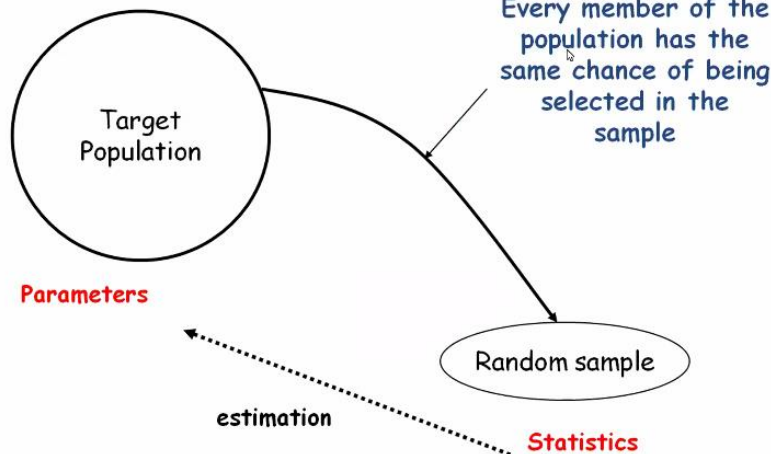 Every member of the
population has the
same chance of being
selected in the
sample
Target
Population
Parameters
Random sample
estimation
Statistics